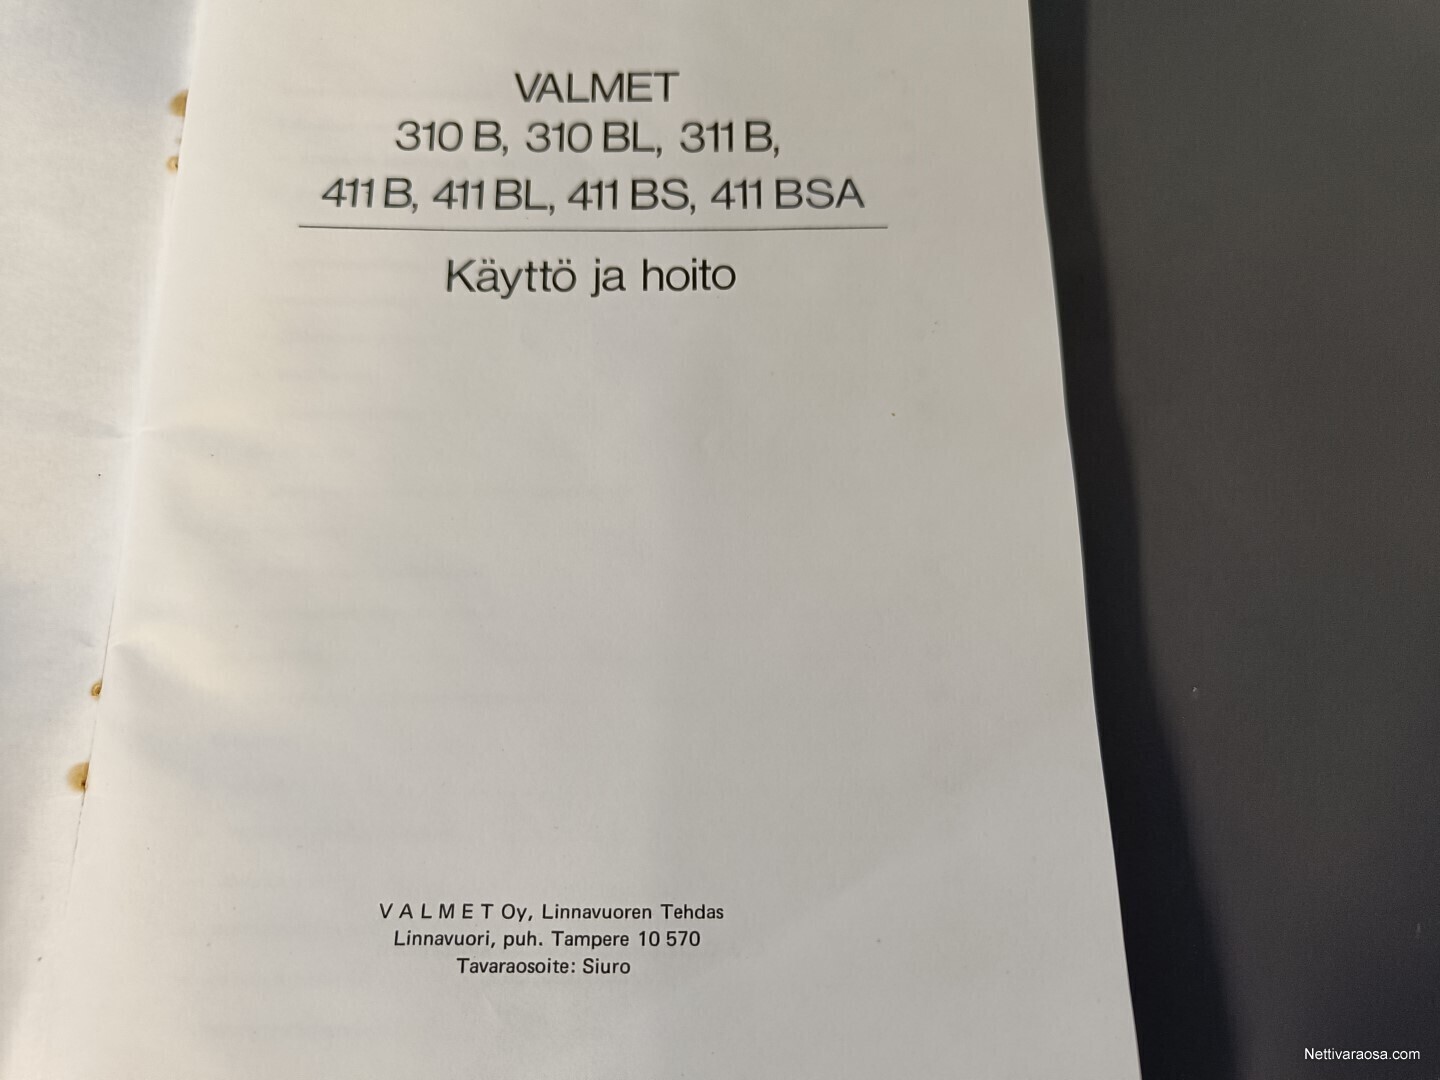 VALMET
310 B, 310 BL, 311 B,
411 B, 411 BL, 411 BS, 411 BSA
Käyttö ja hoito
V A L M E T Oy, Linnavuoren Tehdas
Linnavuori, puh. Tampere 10 570
Tavaraosoite: Siuro
Nettivaraosa.com